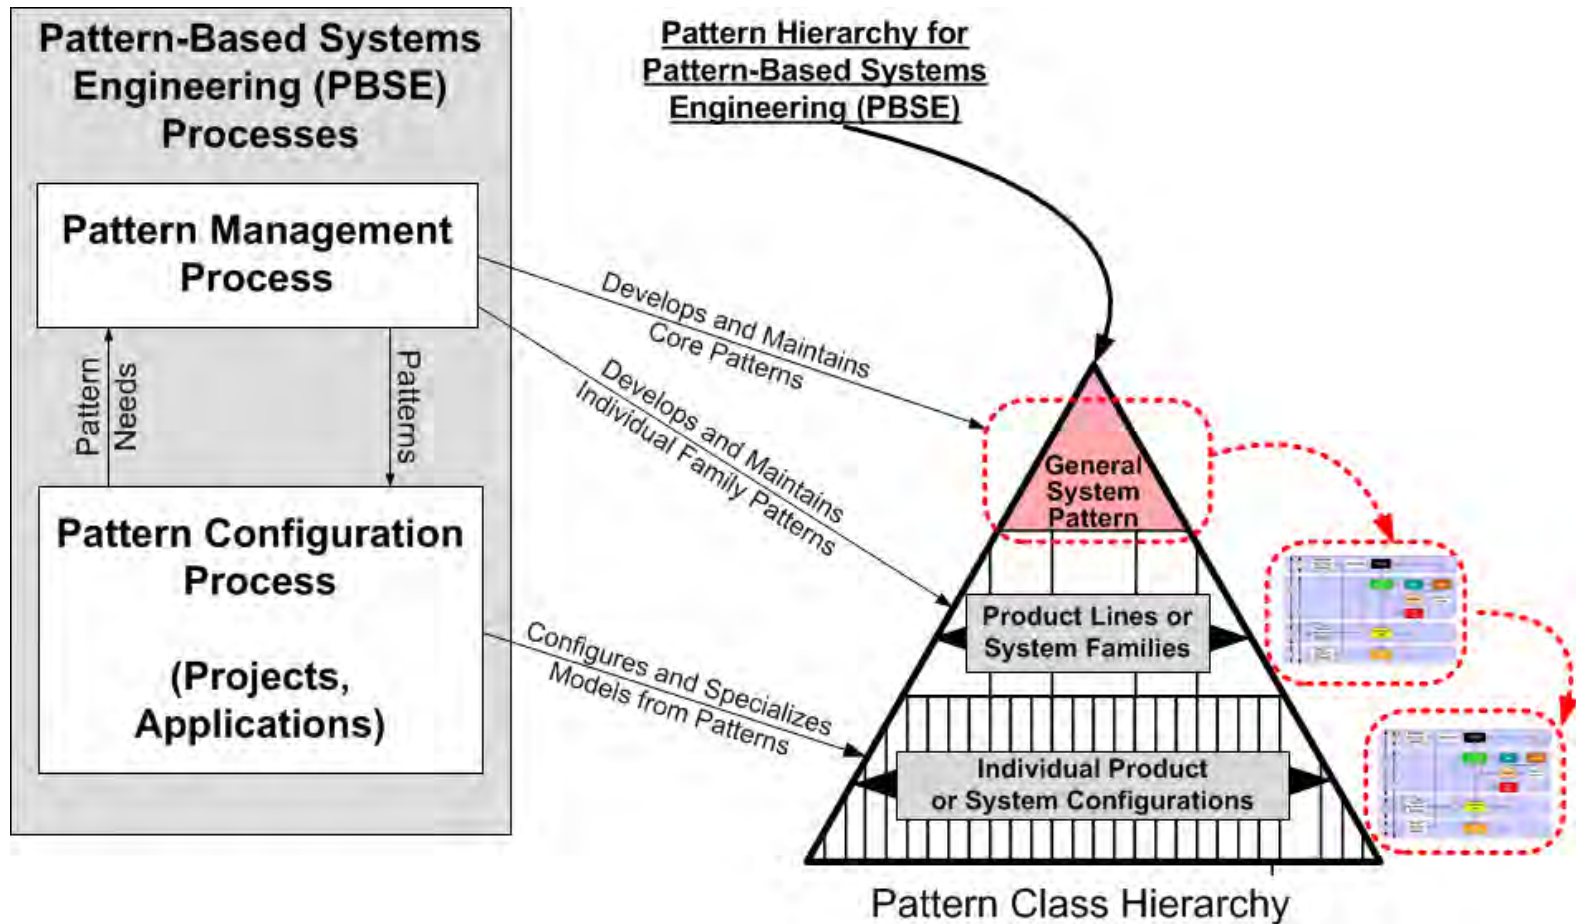 Pattern-Based Systems
Engineering (PBSE)
Processes
Pattern Management
Process
Pattern
Needs
Patterns
Pattern Configuration
Process
(Projects,
Applications)
Pattern Hierarchy for
Pattern-Based Systems
Engineering (PBSE)
Develops and Maintains
Core Patterns
Develops and Maintains
Individual Family Patterns
Configures and Specializes
Models from Patterns
General
System
Pattern
Product Lines or
System Families
Individual Product
or System Configurations
Pattern Class Hierarchy